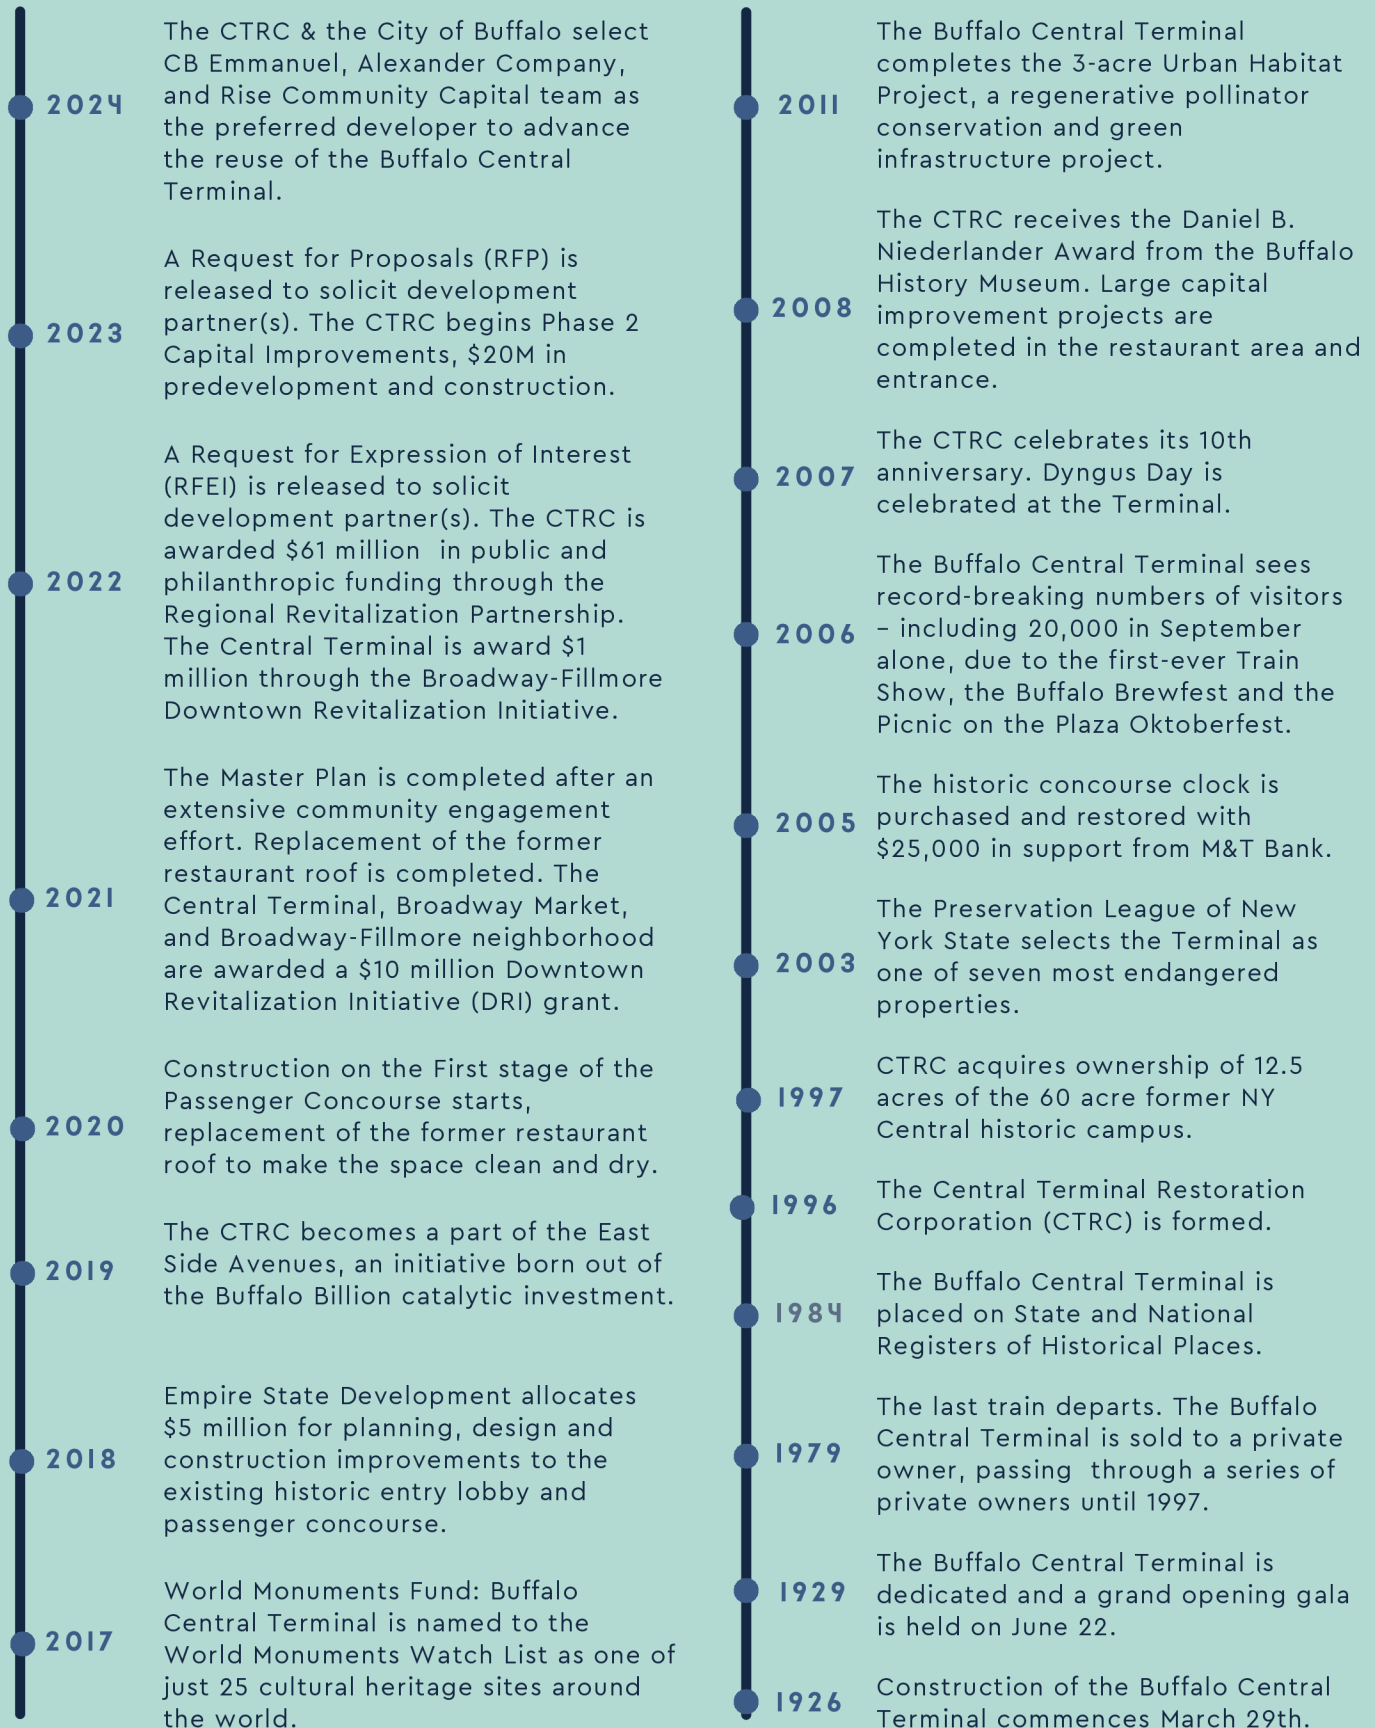 2024
The CTRC & the City of Buffalo select
CB Emmanuel, Alexander Company,
and Rise Community Capital team as
the preferred developer to advance
the reuse of the Buffalo Central
Terminal.
2023
A Request for Proposals (RFP) is
released to solicit development
partner(s). The CTRC begins Phase 2
Capital Improvements, $20M in
predevelopment and construction.
2022
A Request for Expression of Interest
(RFEI) is released to solicit
development partner(s). The CTRC is
awarded $61 million  in public and
philanthropic funding through the
Regional Revitalization Partnership.
The Central Terminal is award $1
million through the Broadway-Fillmore
Downtown Revitalization Initiative.
2021
The Master Plan is completed after an
extensive community engagement
effort. Replacement of the former
restaurant roof is completed. The
Central Terminal, Broadway Market,
and Broadway-Fillmore neighborhood
are awarded a $10 million Downtown
Revitalization Initiative (DRI) grant.
2020
Construction on the First stage of the
Passenger Concourse starts,
replacement of the former restaurant
roof to make the space clean and dry.
2019
The CTRC becomes a part of the East
Side Avenues, an initiative born out of
the Buffalo Billion catalytic investment.
2018
Empire State Development allocates
$5 million for planning, design and
construction improvements to the
existing historic entry lobby and
passenger concourse.
2017
World Monuments Fund: Buffalo
Central Terminal is named to the
World Monuments Watch List as one of
just 25 cultural heritage sites around
the world.
2011
The Buffalo Central Terminal
completes the 3-acre Urban Habitat
Project, a regenerative pollinator
conservation and green
infrastructure project.
2008
The CTRC receives the Daniel B.
Niederlander Award from the Buffalo
History Museum. Large capital
improvement projects are
completed in the restaurant area and
entrance.
2007
The CTRC celebrates its 10th
anniversary. Dyngus Day is
celebrated at the Terminal.
2006
The Buffalo Central Terminal sees
record-breaking numbers of visitors
– including 20,000 in September
alone, due to the first-ever Train
Show, the Buffalo Brewfest and the
Picnic on the Plaza Oktoberfest.
2005
The historic concourse clock is
purchased and restored with
$25,000 in support from M&T Bank.
2003
The Preservation League of New
York State selects the Terminal as
one of seven most endangered
properties.
1997
CTRC acquires ownership of 12.5
acres of the 60 acre former NY
Central historic campus.
1996
The Central Terminal Restoration
Corporation (CTRC) is formed.
1984
The Buffalo Central Terminal is
placed on State and National
Registers of Historical Places.
1979
The last train departs. The Buffalo
Central Terminal is sold to a private
owner, passing  through a series of
private owners until 1997.
1929
The Buffalo Central Terminal is
dedicated and a grand opening gala
is held on June 22.
1926
Construction of the Buffalo Central
Terminal commences March 29th.